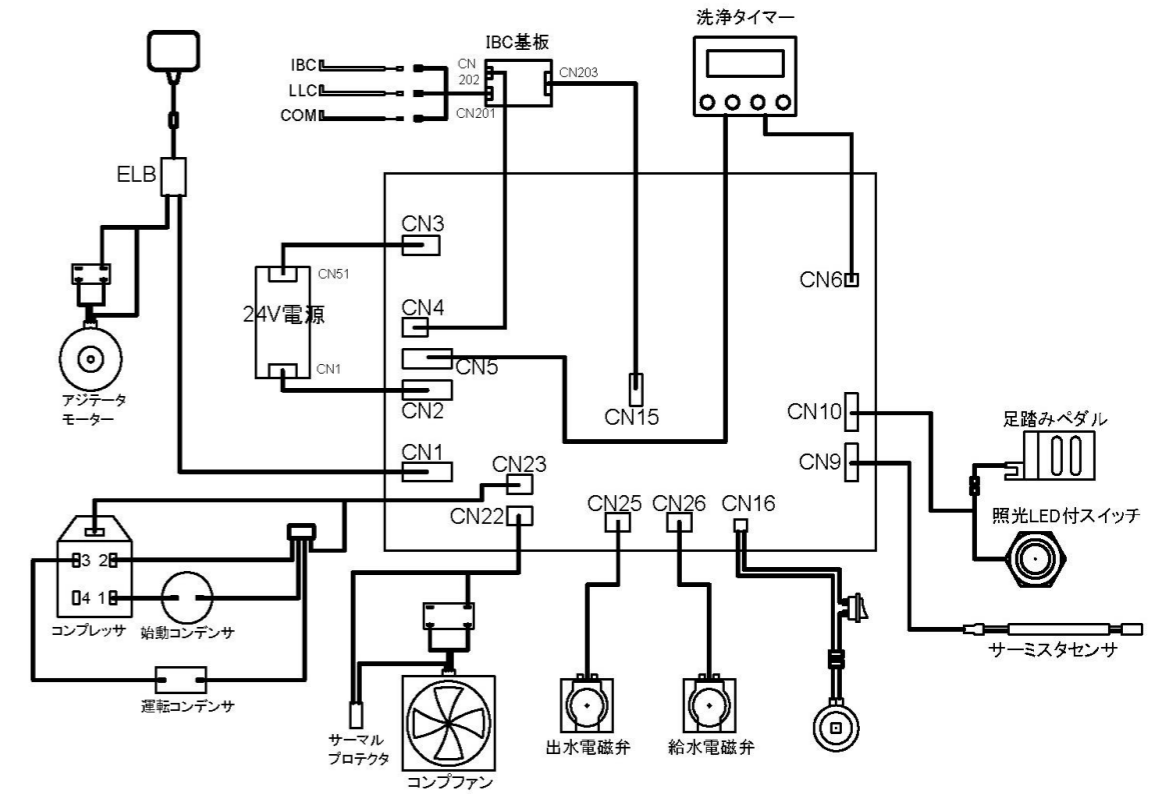 洗浄タイマー
IBC基板
IBC
CN
202
CN203
LLC
COM
CN201
ELB
CN3
CN51
CN6
24V電源
CN4
CN5
CN1
CN2
CN15
CN10
アジテータ
モーター
足踏みペダル
CN1
CN23
CN9
CN22
CN25
CN26
CN16
照光LED付スイッチ
3 2
4 1
コンプレッサ
始動コンデンサ
サーミスタセンサ
運転コンデンサ
サーマル
プロテクタ
出水電磁弁
給水電磁弁
コンプファン